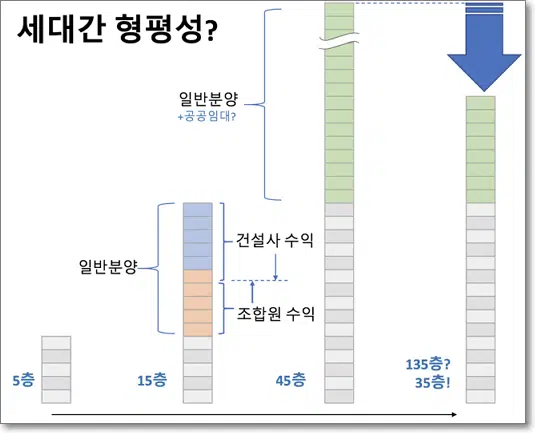 세대간 형평성?
일반분양
+공공임대?
건설사 수익
일반분양
조합원 수익
5층
15층
45층
135층?
35층!